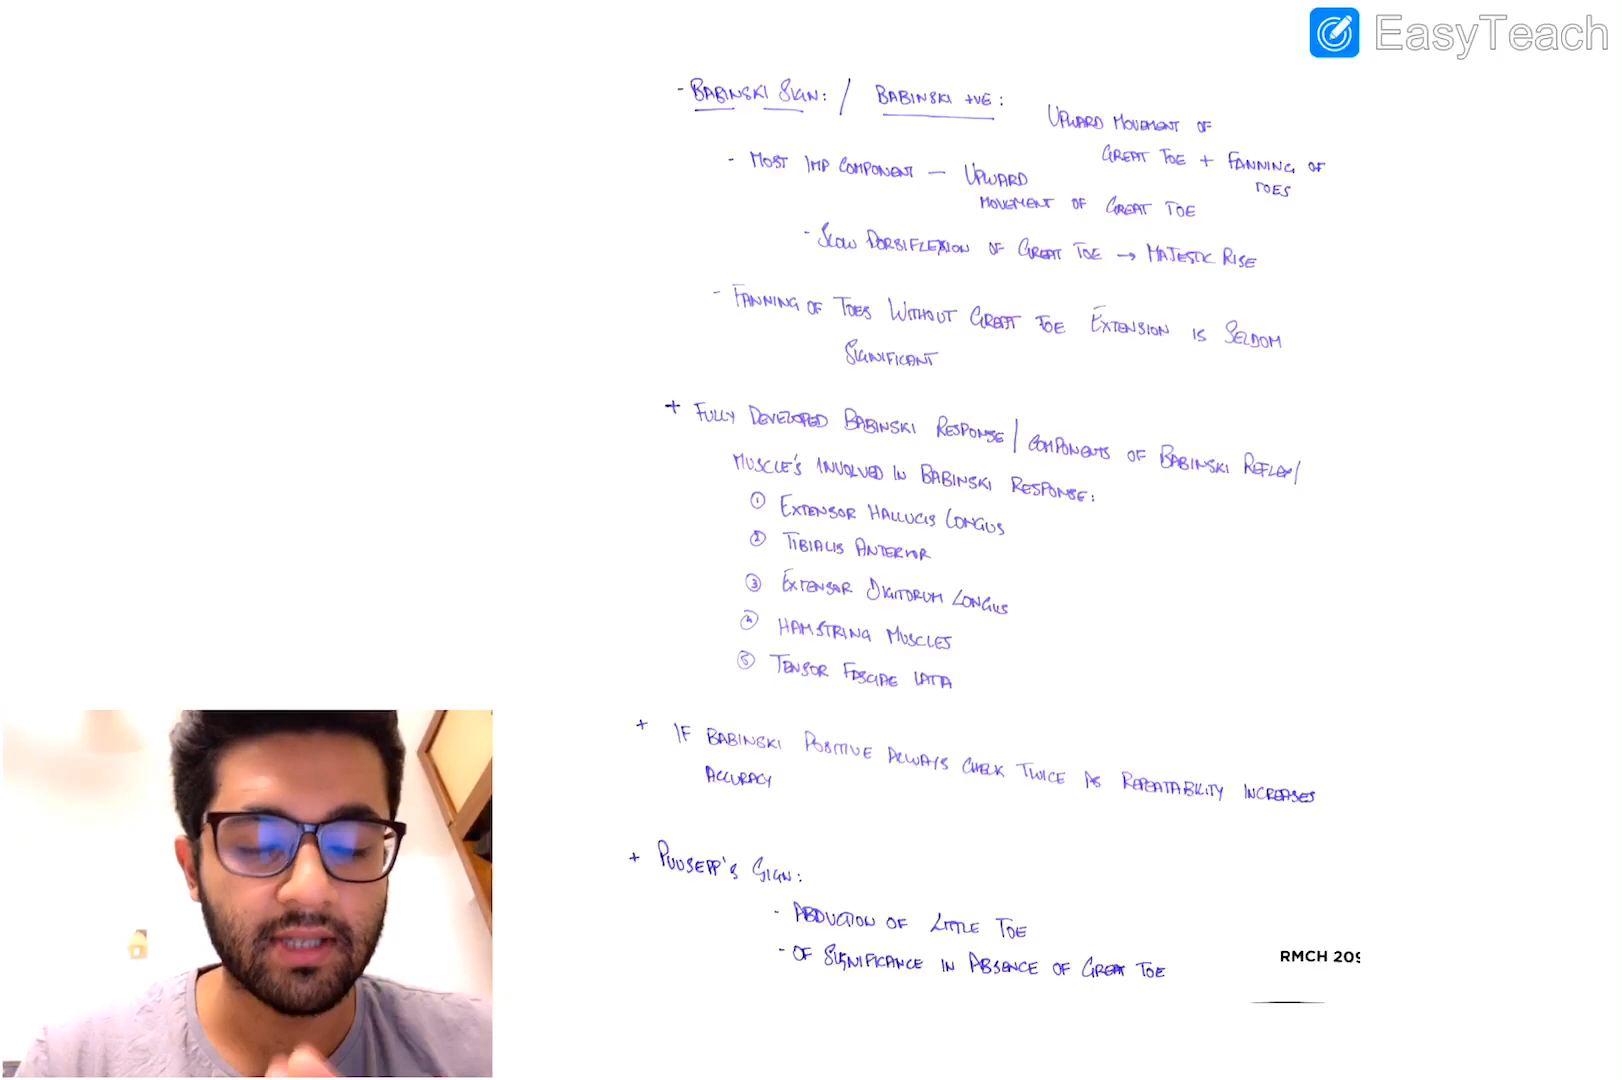 EasyTeach
- BABINSKI SIGN: / BABINSKI +VE:
UPWARD MOVEMENT OF
GREAT TOE + FANNING OF
TOES
- MOST IMP COMPONENT — UPWARD
MOVEMENT OF GREAT TOE
- SLOW DORSIFLEXION OF GREAT TOE → MAJESTIC RISE
- FANNING OF TOES WITHOUT GREAT TOE EXTENSION IS SELDOM
SIGNIFICANT
+ FULLY DEVELOPED BABINSKI RESPONSE / COMPONENTS OF BABINSKI REFLEX/
MUSCLE'S INVOLVED IN BABINSKI RESPONSE:
① EXTENSOR HALLUCIS LONGUS
② TIBIALIS ANTERIOR
③ EXTENSOR DIGITORUM LONGUS
④ HAMSTRING MUSCLES
⑤ TENSOR FASCIAE LATA
+ IF BABINSKI POSITIVE ALWAYS CHECK TWICE AS REPEATABILITY INCREASES
ACCURACY
+ PUUSEPP'S SIGN:
- ABDUCTION OF LITTLE TOE
- OF SIGNIFICANCE IN ABSENCE OF GREAT TOE
RMCH 209